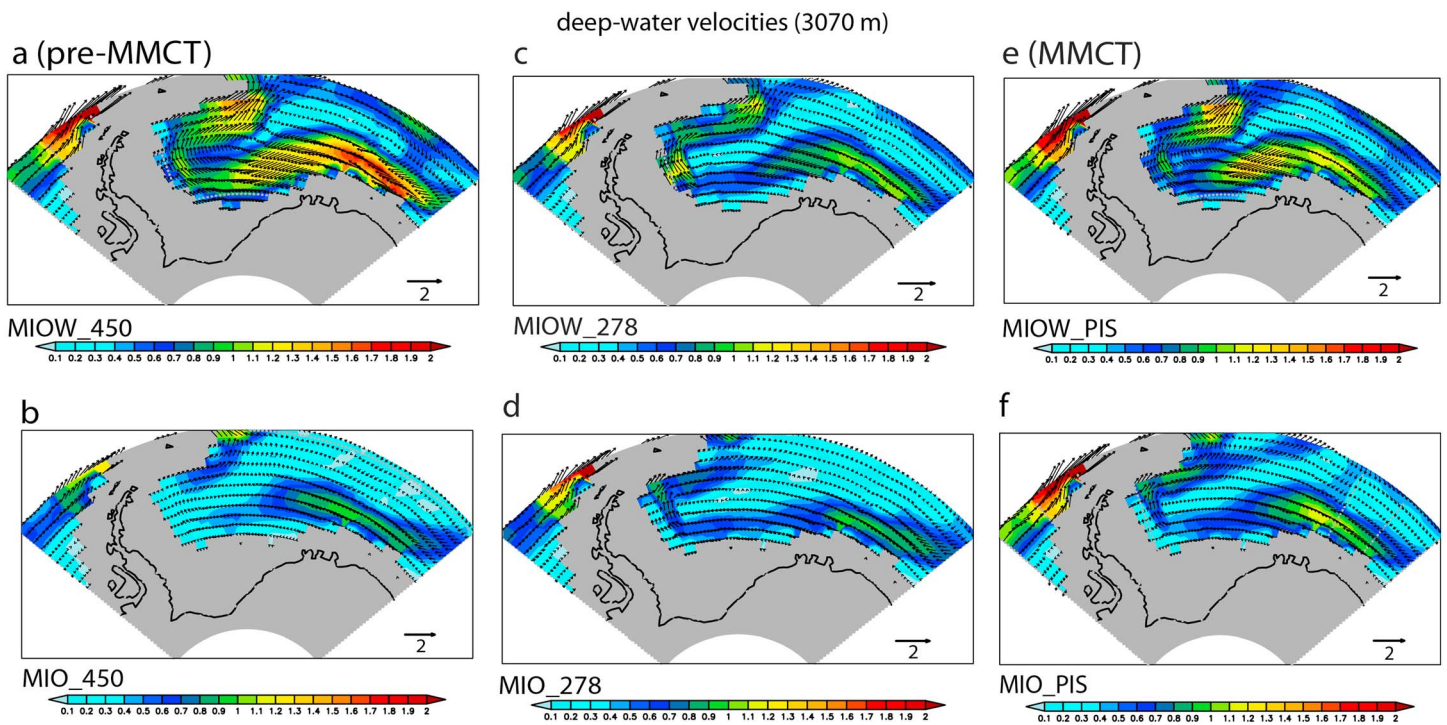 deep-water velocities (3070 m)
a (pre-MMCT)
c
e (MMCT)
2
2
2
MIOW_450
MIOW_278
MIOW_PIS
0.1 0.2 0.3 0.4 0.5 0.6 0.7 0.8 0.9 1 1.1 1.2 1.3 1.4 1.5 1.6 1.7 1.8 1.9 2
0.1 0.2 0.3 0.4 0.5 0.6 0.7 0.8 0.9 1 1.1 1.2 1.3 1.4 1.5 1.6 1.7 1.8 1.9 2
0.1 0.2 0.3 0.4 0.5 0.6 0.7 0.8 0.9 1 1.1 1.2 1.3 1.4 1.5 1.6 1.7 1.8 1.9 2
b
d
f
2
2
2
MIO_450
MIO_278
MIO_PIS
0.1 0.2 0.3 0.4 0.5 0.6 0.7 0.8 0.9 1 1.1 1.2 1.3 1.4 1.5 1.6 1.7 1.8 1.9 2
0.1 0.2 0.3 0.4 0.5 0.6 0.7 0.8 0.9 1 1.1 1.2 1.3 1.4 1.5 1.6 1.7 1.8 1.9 2
0.1 0.2 0.3 0.4 0.5 0.6 0.7 0.8 0.9 1 1.1 1.2 1.3 1.4 1.5 1.6 1.7 1.8 1.9 2